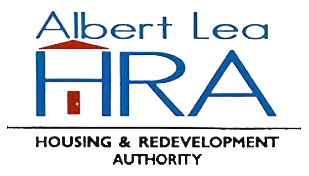 Albert Lea
HRA
HOUSING & REDEVELOPMENT
AUTHORITY